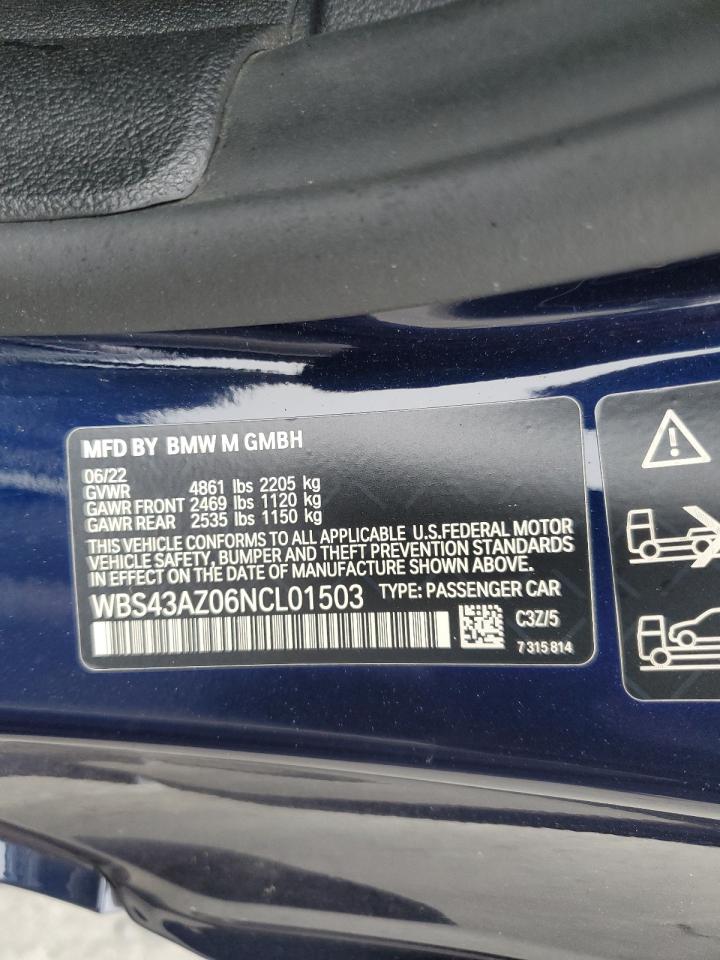 MFD BY BMW M GMBH
06/22
GVWR 4861 lbs 2205 kg
GAWR FRONT 2469 lbs 1120 kg
GAWR REAR 2535 lbs 1150 kg
THIS VEHICLE CONFORMS TO ALL APPLICABLE U.S.FEDERAL MOTOR
VEHICLE SAFETY, BUMPER AND THEFT PREVENTION STANDARDS
IN EFFECT ON THE DATE OF MANUFACTURE SHOWN ABOVE.
WBS43AZ06NCL01503 TYPE: PASSENGER CAR
C3Z/5
7 315 814